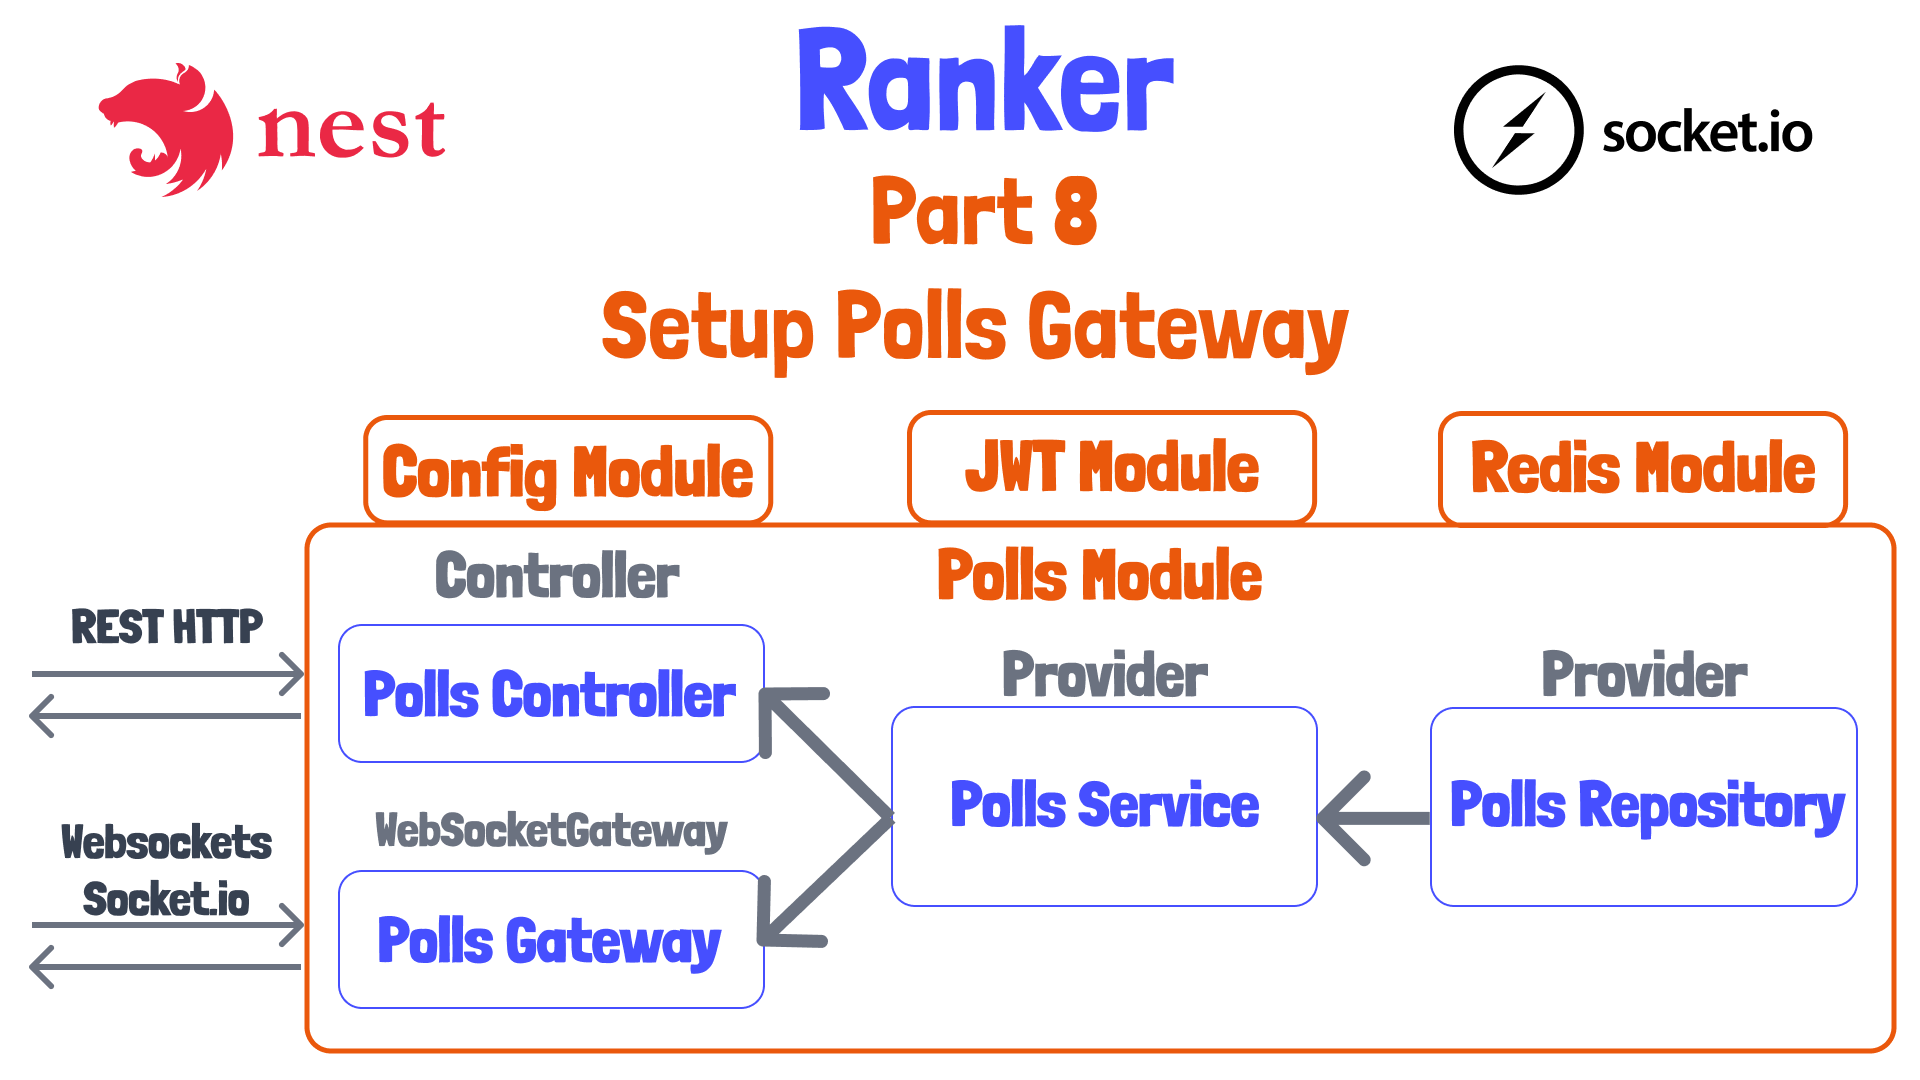 nest
Ranker
socket.io
Part 8
Setup Polls Gateway
Config Module
JWT Module
Redis Module
Polls Module
Controller
REST HTTP
Polls Controller
Provider
Provider
Polls Service
Polls Repository
Websockets
Socket.io
WebSocketGateway
Polls Gateway